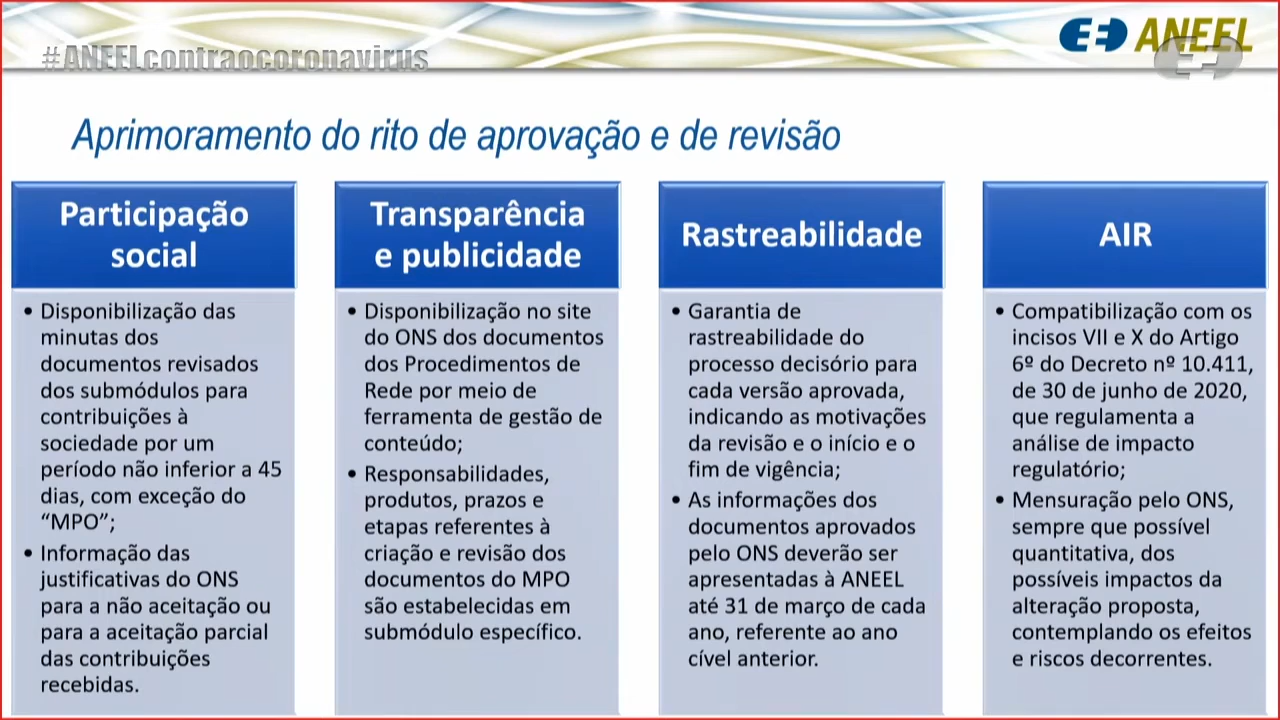 #ANEELcontraocoronavirus
ANEEL
Aprimoramento do rito de aprovação e de revisão
Participação
social
• Disponibilização das
minutas dos
documentos revisados
dos submódulos para
contribuições à
sociedade por um
período não inferior a 45
dias, com exceção do
“MPO”;
• Informação das
justificativas do ONS
para a não aceitação ou
para a aceitação parcial
das contribuições
recebidas.
Transparência
e publicidade
• Disponibilização no site
do ONS dos documentos
dos Procedimentos de
Rede por meio de
ferramenta de gestão de
conteúdo;
• Responsabilidades,
produtos, prazos e
etapas referentes à
criação e revisão dos
documentos do MPO
são estabelecidas em
submódulo específico.
Rastreabilidade
• Garantia de
rastreabilidade do
processo decisório para
cada versão aprovada,
indicando as motivações
da revisão e o início e o
fim de vigência;
• As informações dos
documentos aprovados
pelo ONS deverão ser
apresentadas à ANEEL
até 31 de março de cada
ano, referente ao ano
cível anterior.
AIR
• Compatibilização com os
incisos VII e X do Artigo
6º do Decreto nº 10.411,
de 30 de junho de 2020,
que regulamenta a
análise de impacto
regulatório;
• Mensuração pelo ONS,
sempre que possível
quantitativa, dos
possíveis impactos da
alteração proposta,
contemplando os efeitos
e riscos decorrentes.